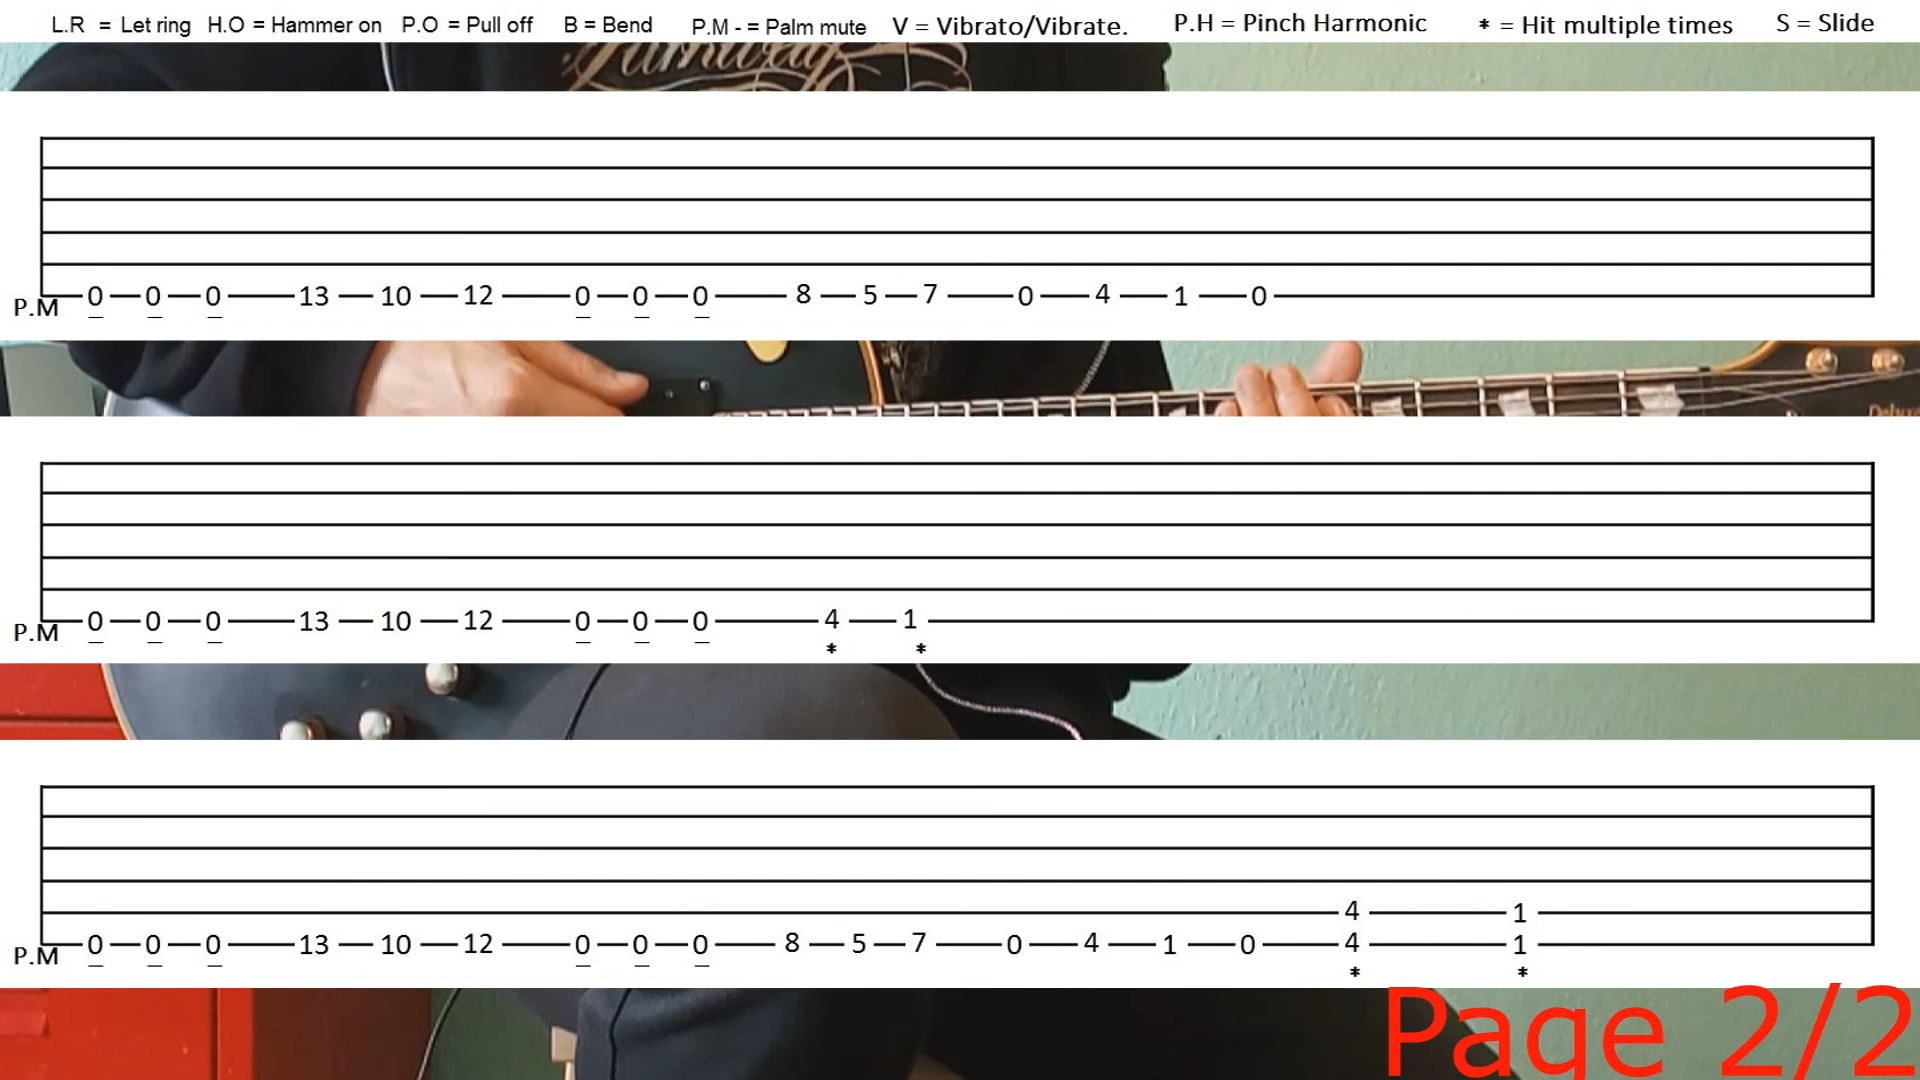 L.R = Let ring H.O = Hammer on P.O = Pull off B = Bend P.M - = Palm mute V = Vibrato/Vibrate. P.H = Pinch Harmonic * = Hit multiple times S = Slide
P.M 0 0 0 13 10 12 0 0 0 8 5 7 0 4 1 0
P.M 0 0 0 13 10 12 0 0 0 4 1
* *
4 1
P.M 0 0 0 13 10 12 0 0 0 8 5 7 0 4 1 0 4 1
* *
Page 2/2